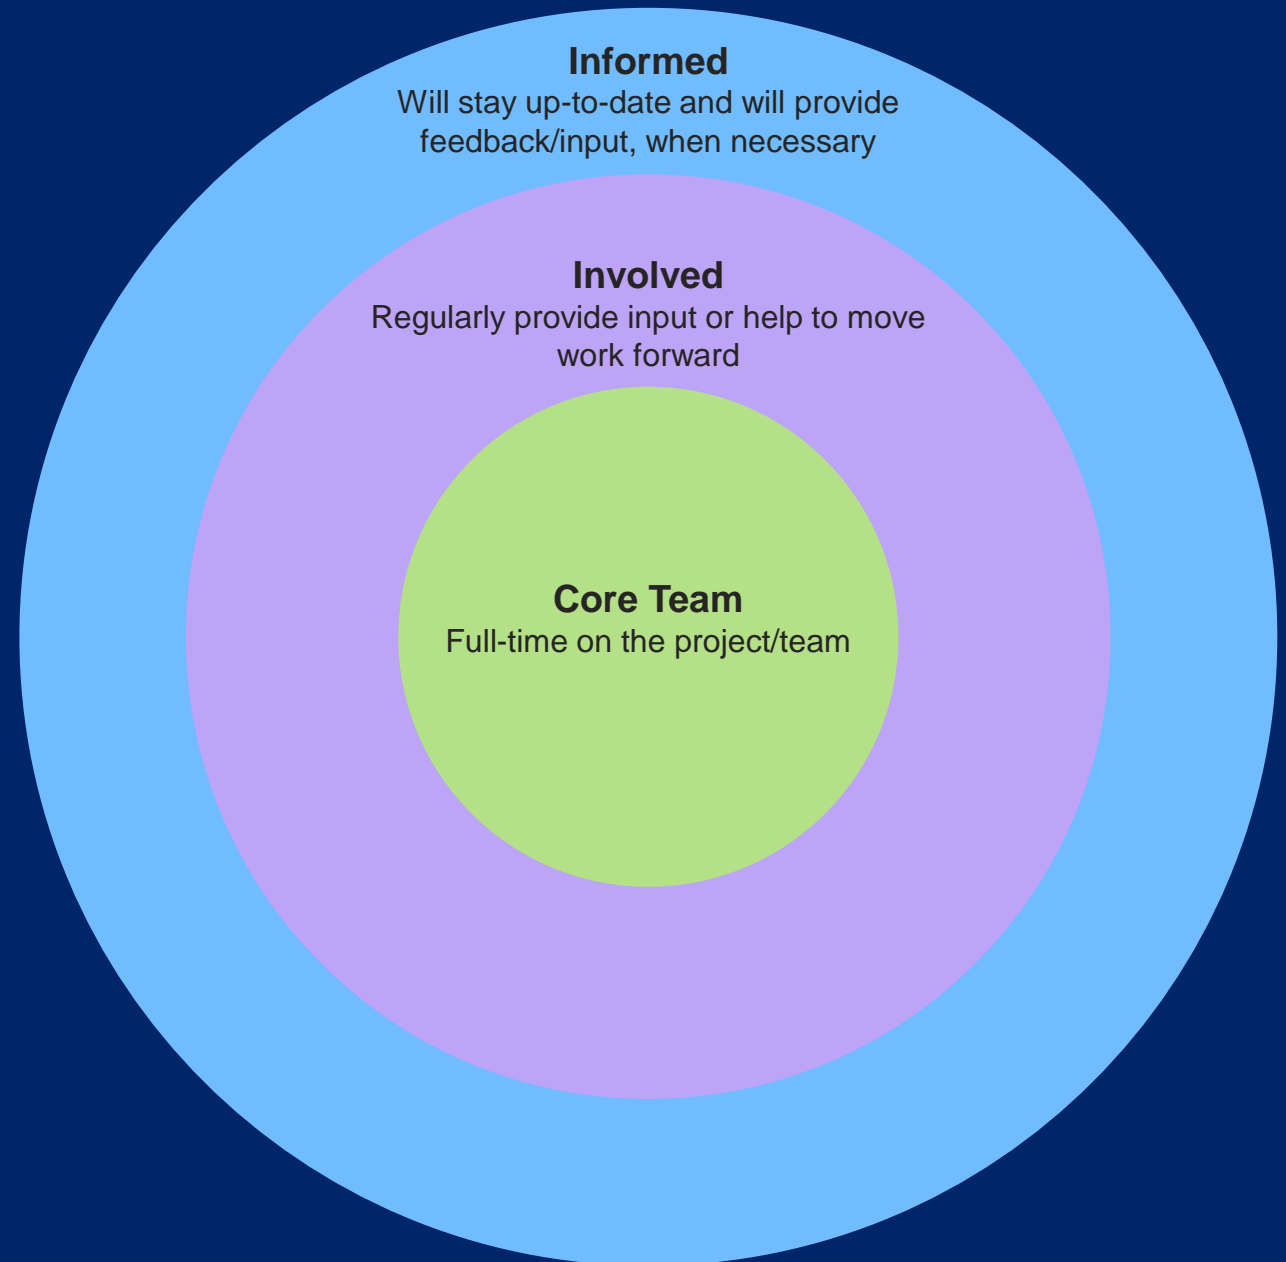 Informed
Will stay up-to-date and will provide
feedback/input, when necessary
Involved
Regularly provide input or help to move
work forward
Core Team
Full-time on the project/team